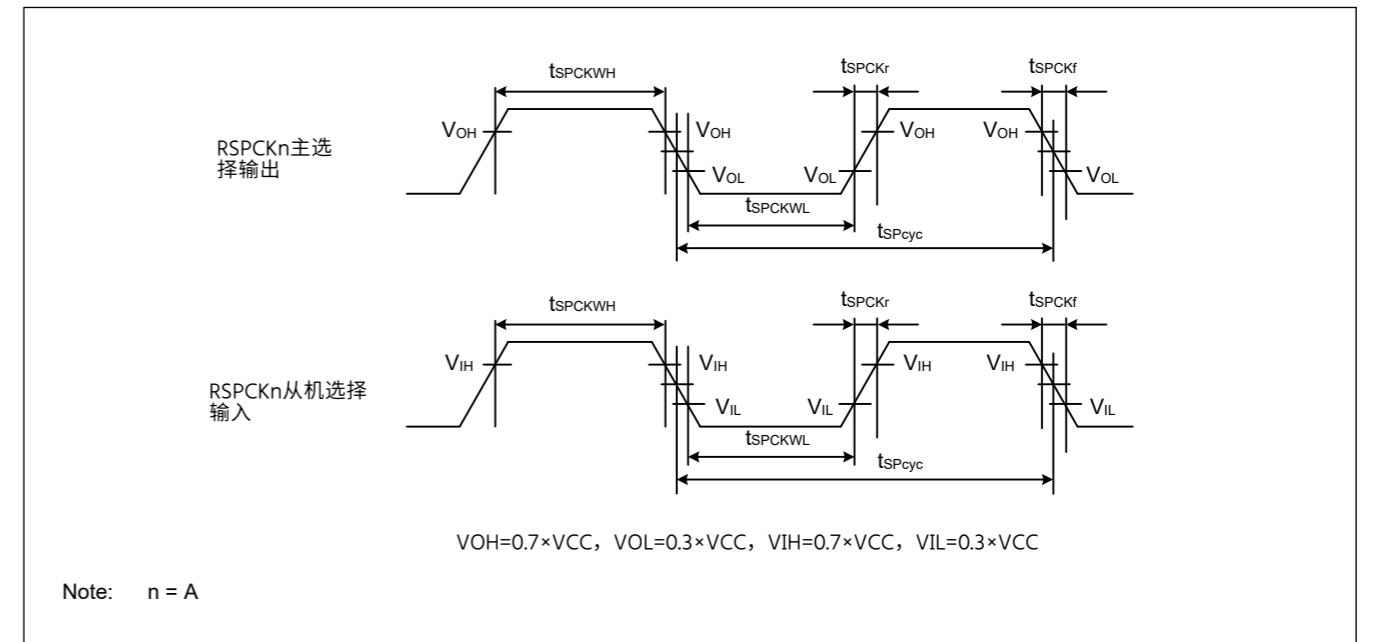 tSPCKWH
tSPCKr
tSPCKf
VOH
VOH
VOH
VOH
RSPCKn主选
择输出
VOL
VOL
VOL
tSPCKWL
tSPcyc
tSPCKWH
tSPCKr
tSPCKf
VIH
VIH
VIH
VIH
RSPCKn从机选择
输入
VIL
VIL
VIL
tSPCKWL
tSPcyc
VOH=0.7×VCC，VOL=0.3×VCC，VIH=0.7×VCC，VIL=0.3×VCC
Note: n = A